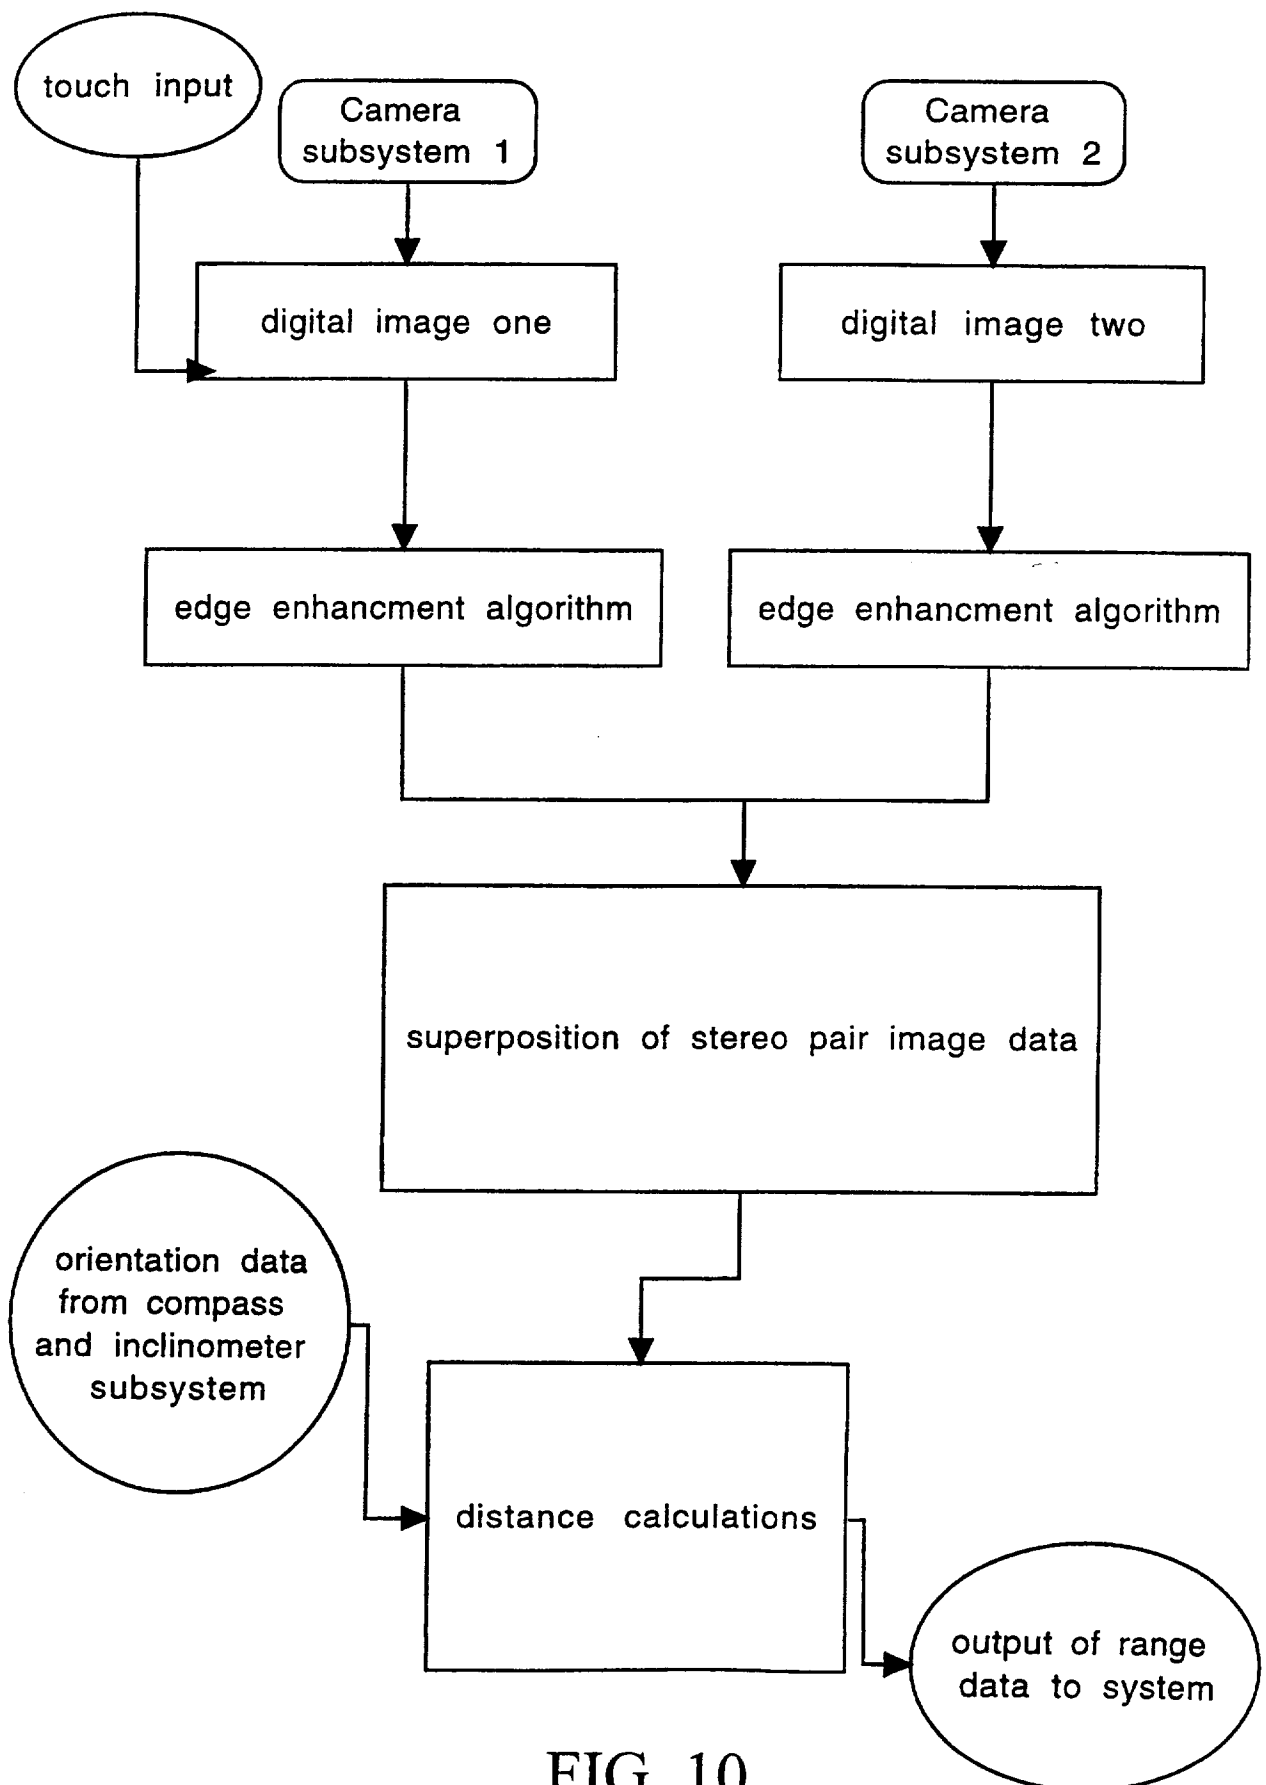 touch input
Camera
subsystem 1
Camera
subsystem 2
digital image one
digital image two
edge enhancment algorithm
edge enhancment algorithm
superposition of stereo pair image data
orientation data
from compass
and inclinometer
subsystem
distance calculations
output of range
data to system
FIG. 10